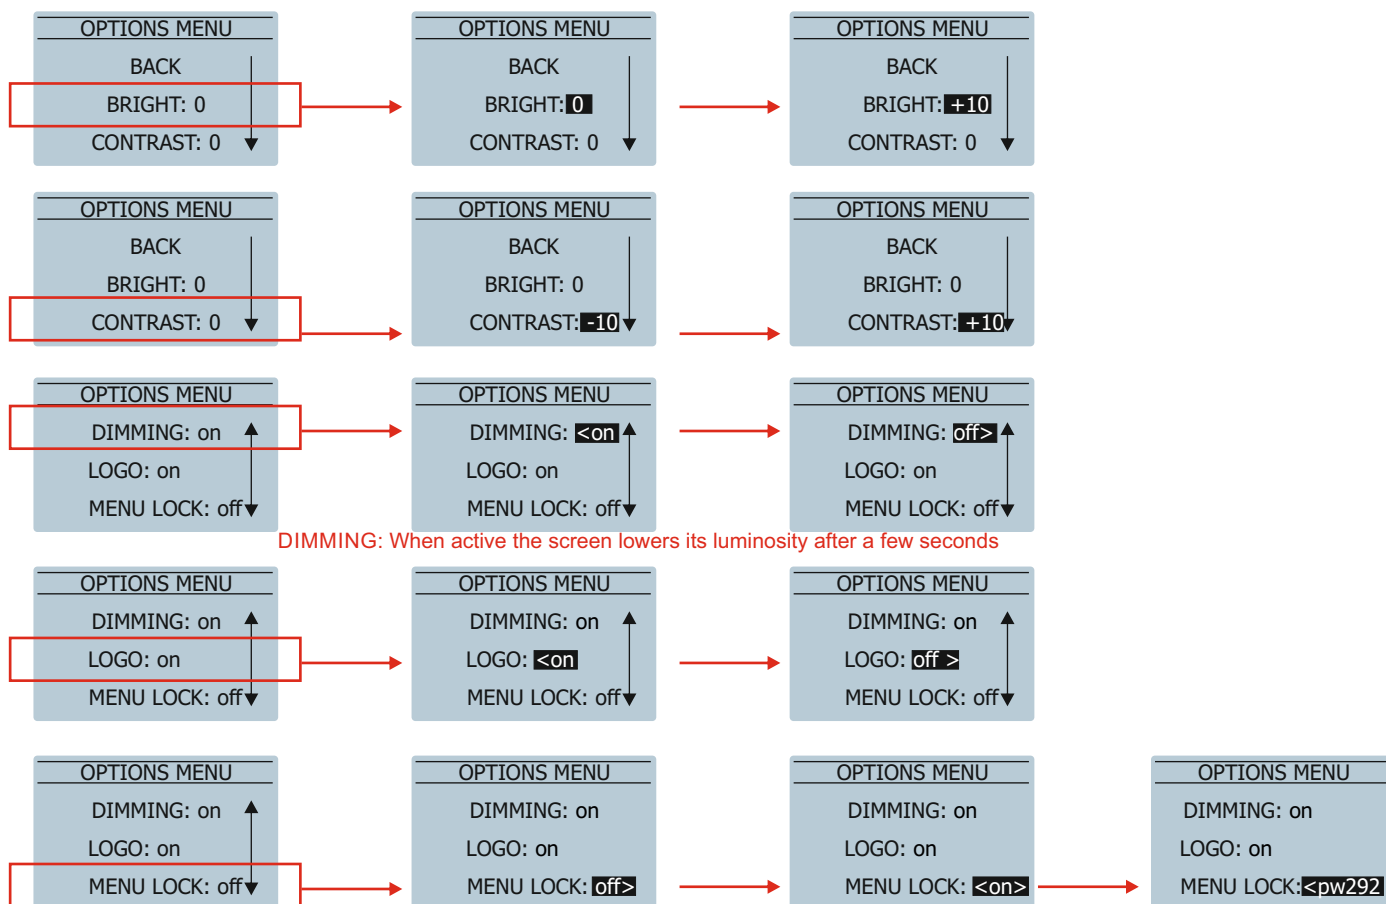 OPTIONS MENU
BACK
BRIGHT: 0
CONTRAST: 0
OPTIONS MENU
BACK
BRIGHT: 0
CONTRAST: 0
OPTIONS MENU
BACK
BRIGHT: +10
CONTRAST: 0
OPTIONS MENU
BACK
BRIGHT: 0
CONTRAST: 0
OPTIONS MENU
BACK
BRIGHT: 0
CONTRAST: -10
OPTIONS MENU
BACK
BRIGHT: 0
CONTRAST: +10
OPTIONS MENU
DIMMING: on
LOGO: on
MENU LOCK: off
OPTIONS MENU
DIMMING: <on
LOGO: on
MENU LOCK: off
OPTIONS MENU
DIMMING: off>
LOGO: on
MENU LOCK: off
DIMMING: When active the screen lowers its luminosity after a few seconds
OPTIONS MENU
DIMMING: on
LOGO: on
MENU LOCK: off
OPTIONS MENU
DIMMING: on
LOGO: <on
MENU LOCK: off
OPTIONS MENU
DIMMING: on
LOGO: off >
MENU LOCK: off
OPTIONS MENU
DIMMING: on
LOGO: on
MENU LOCK: off
OPTIONS MENU
DIMMING: on
LOGO: on
MENU LOCK: off>
OPTIONS MENU
DIMMING: on
LOGO: on
MENU LOCK: <on>
OPTIONS MENU
DIMMING: on
LOGO: on
MENU LOCK:<pw292